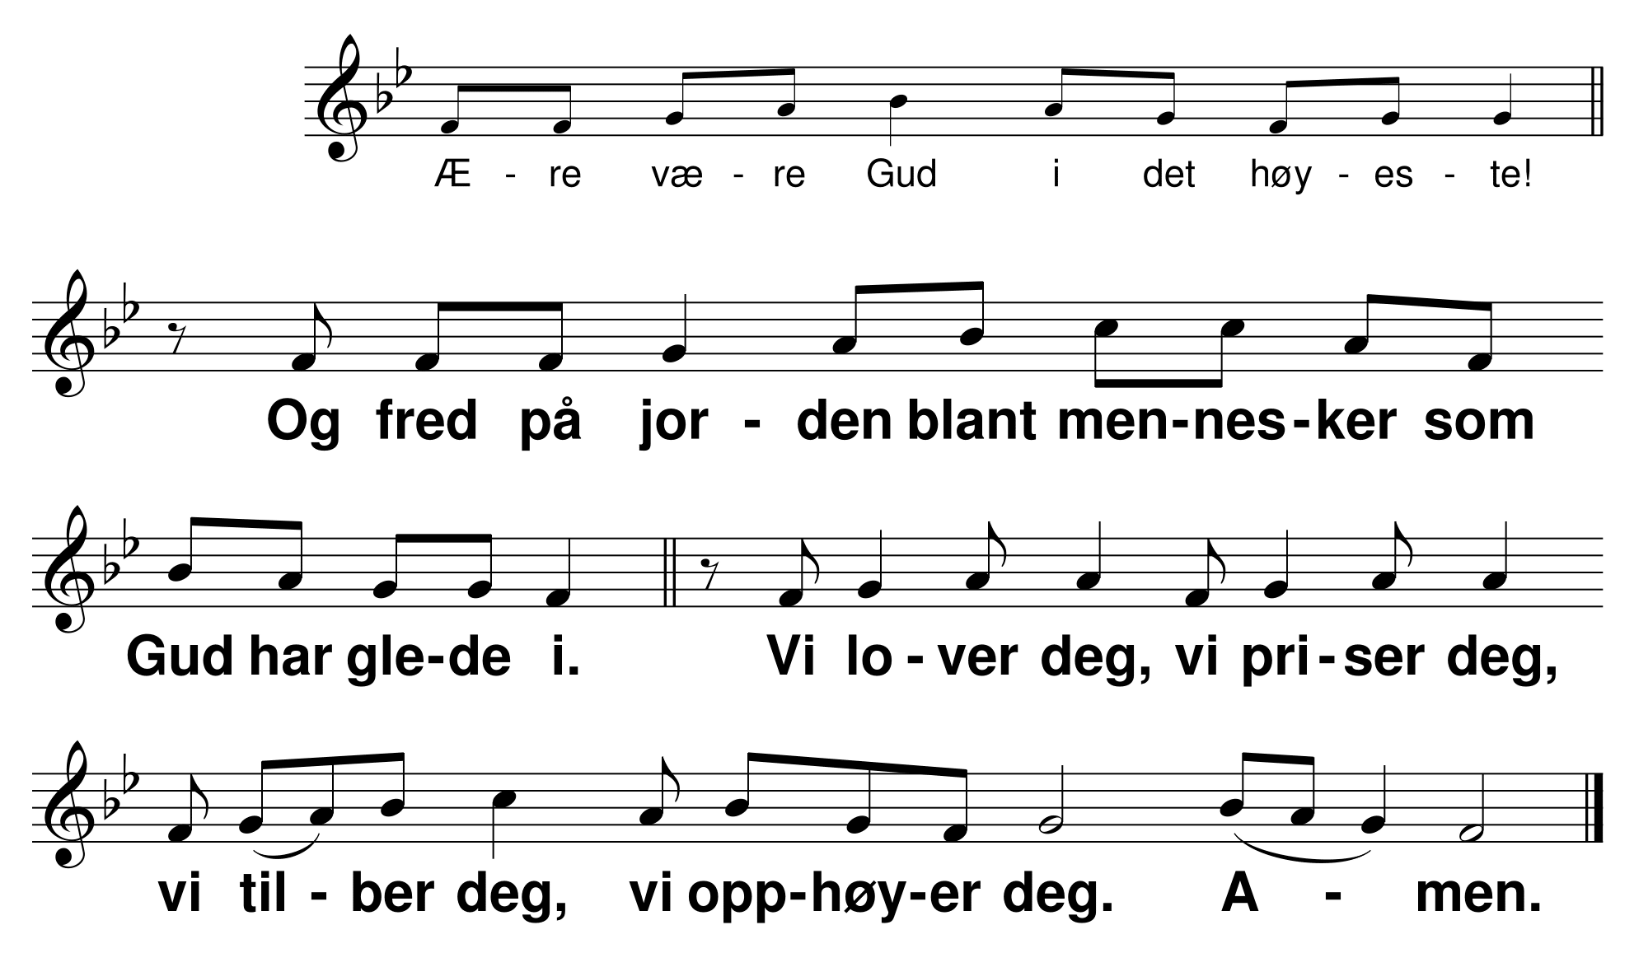 Æ - re væ - re Gud i det høy - es - te!
Og fred på jor - den blant men-nes-ker som
Gud har gle-de i. Vi lo - ver deg, vi pri-ser deg,
vi til - ber deg, vi opp-høy-er deg. A - men.